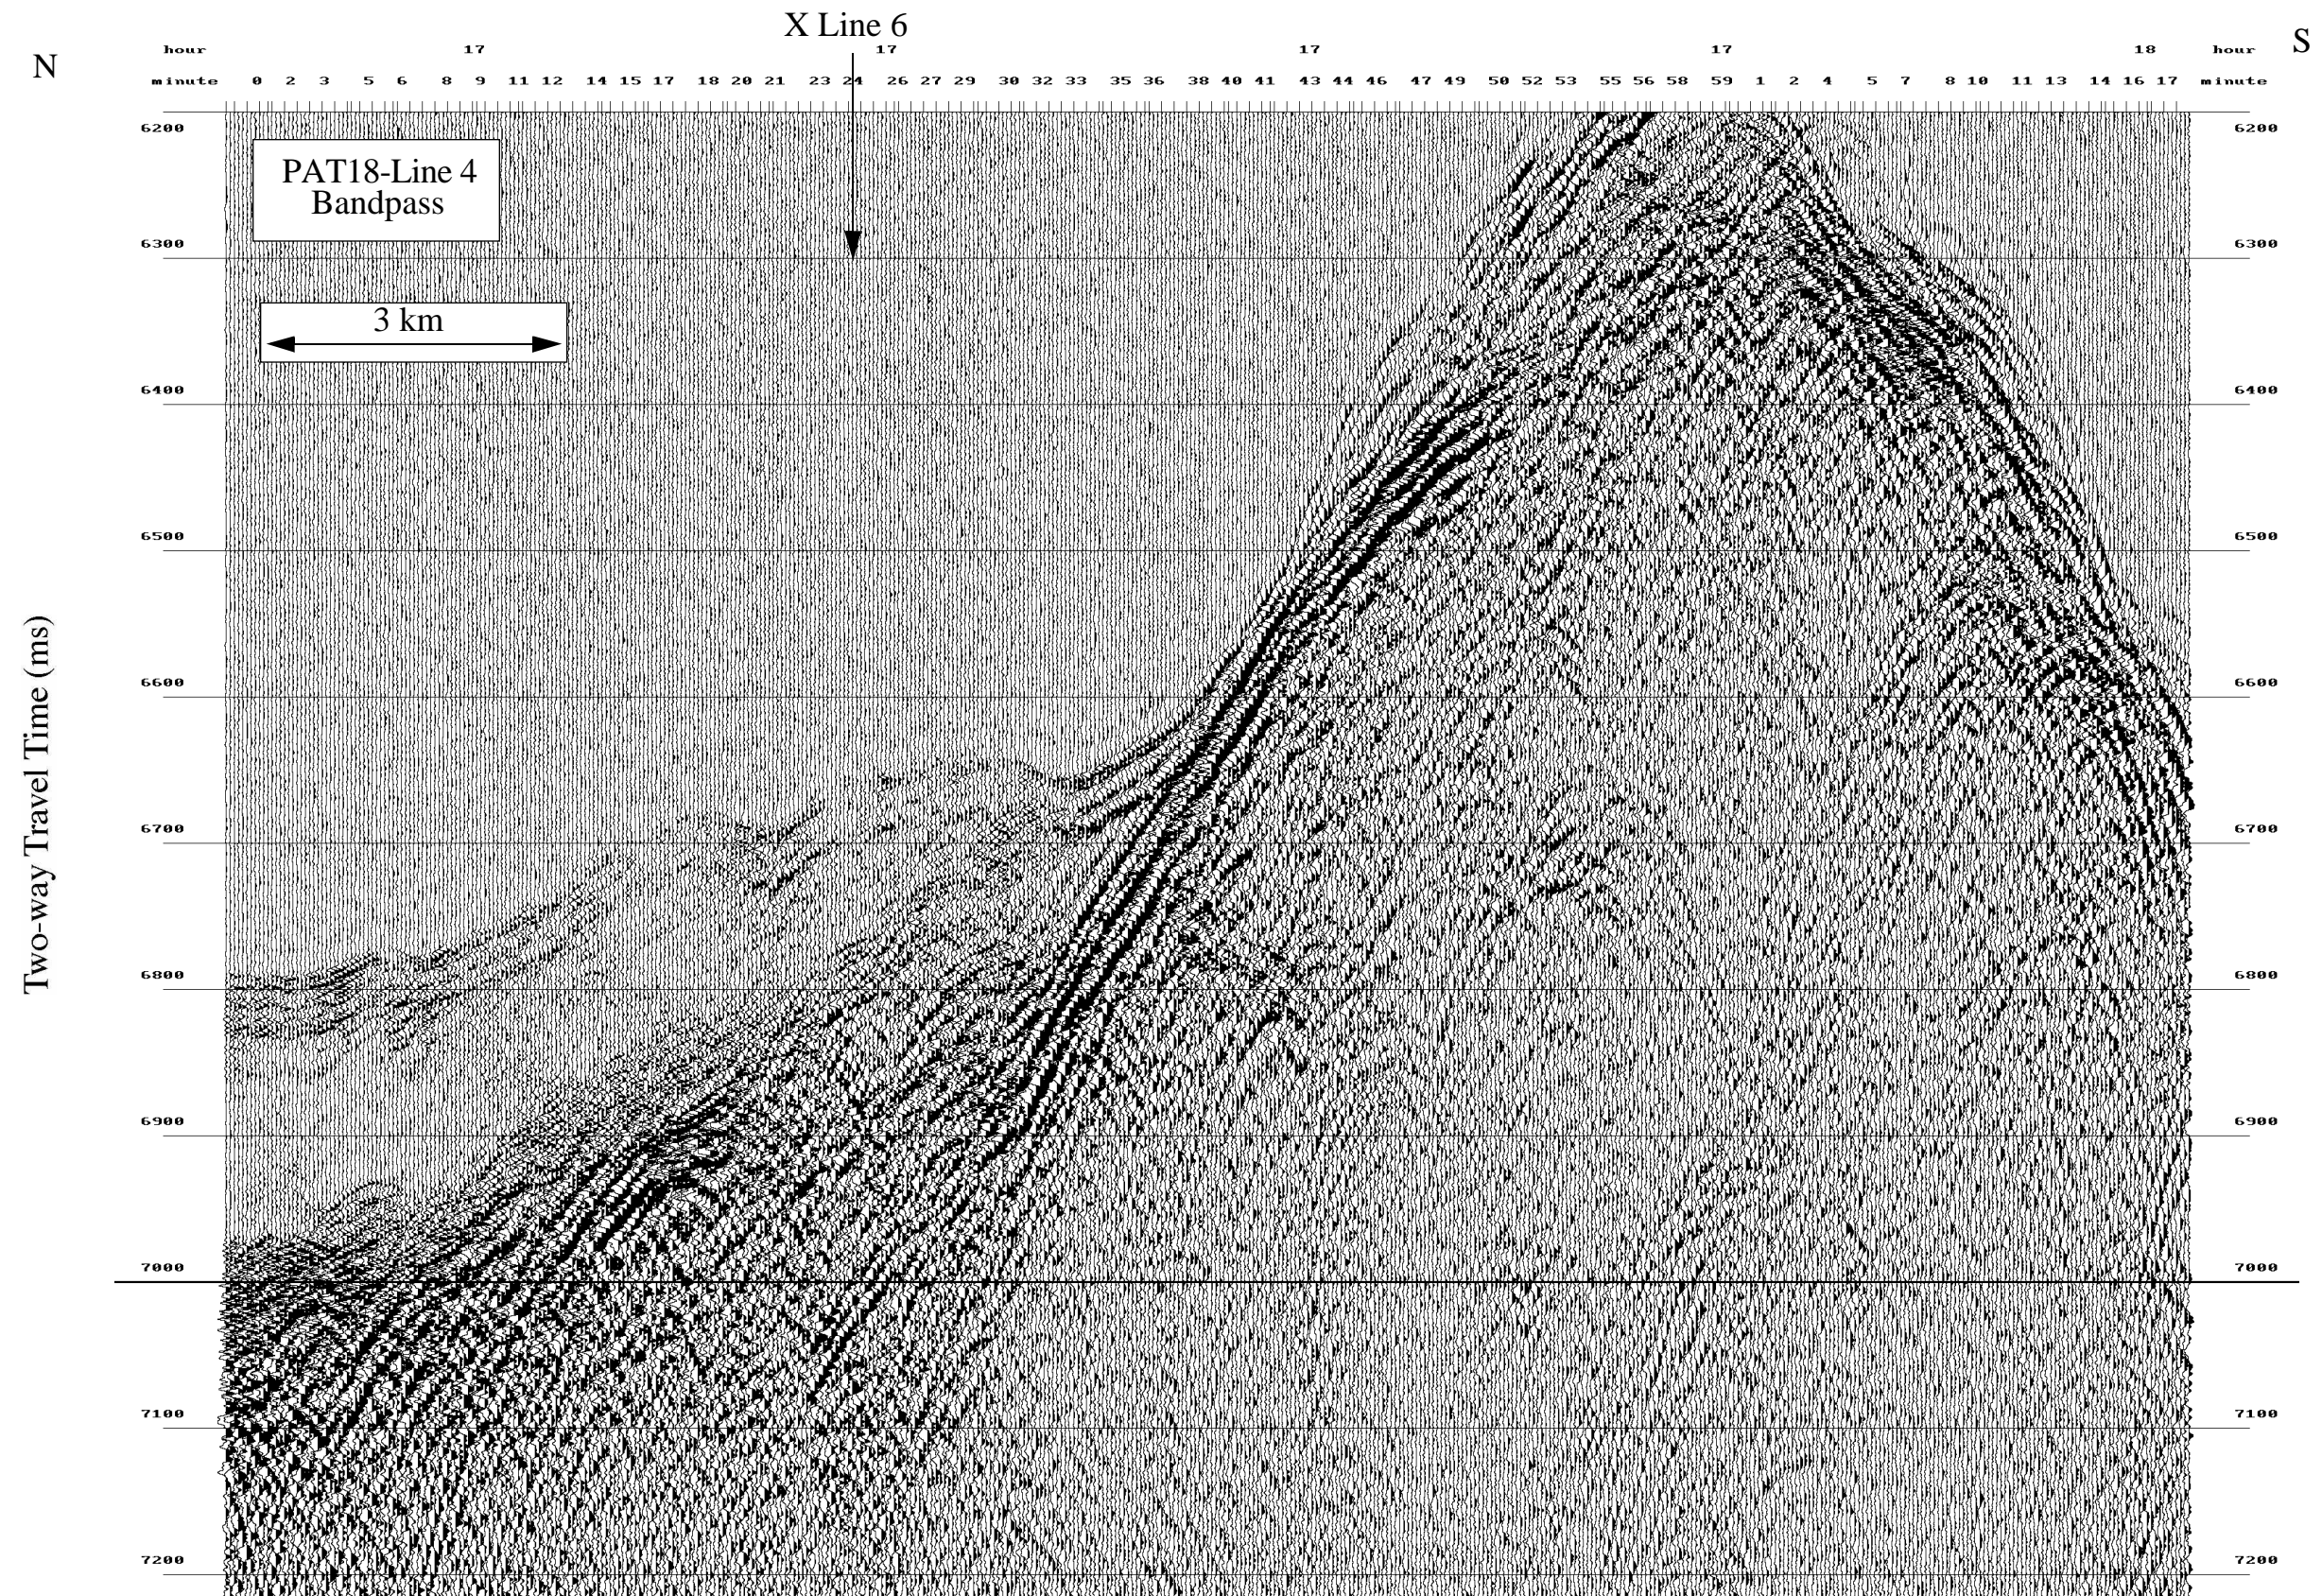 X Line 6
N
S
hour 17 17 17 17 18 hour
minute 0 2 3 5 6 8 9 11 12 14 15 17 18 20 21 23 24 26 27 29 30 32 33 35 36 38 40 41 43 44 46 47 49 50 52 53 55 56 58 59 1 2 4 5 7 8 10 11 13 14 16 17 minute
6200 6200
PAT18-Line 4
Bandpass
6300 6300
3 km
6400 6400
6500 6500
Two-way Travel Time (ms)
6600 6600
6700 6700
6800 6800
6900 6900
7000 7000
7100 7100
7200 7200